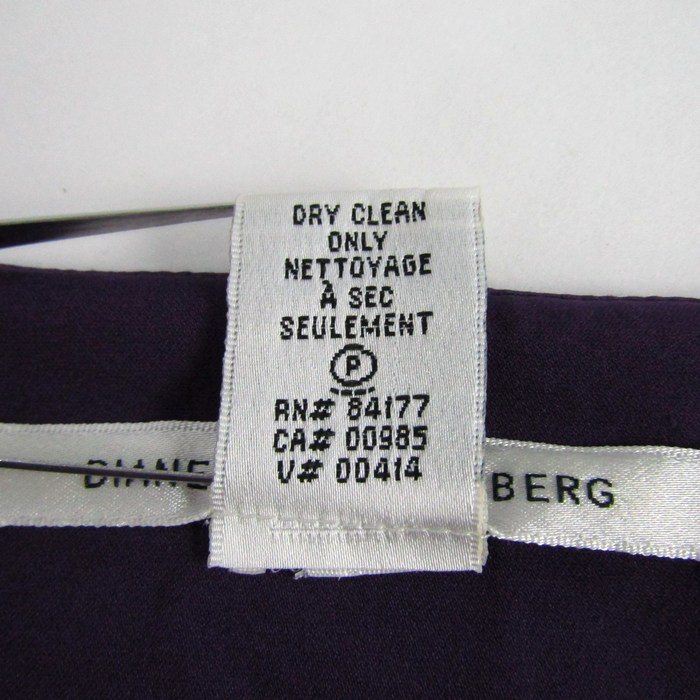 DRY CLEAN
ONLY
NETTOYAGE
À SEC
SEULEMENT
P
RN# 84177
CA# 00985
V# 00414
DIANE BERG